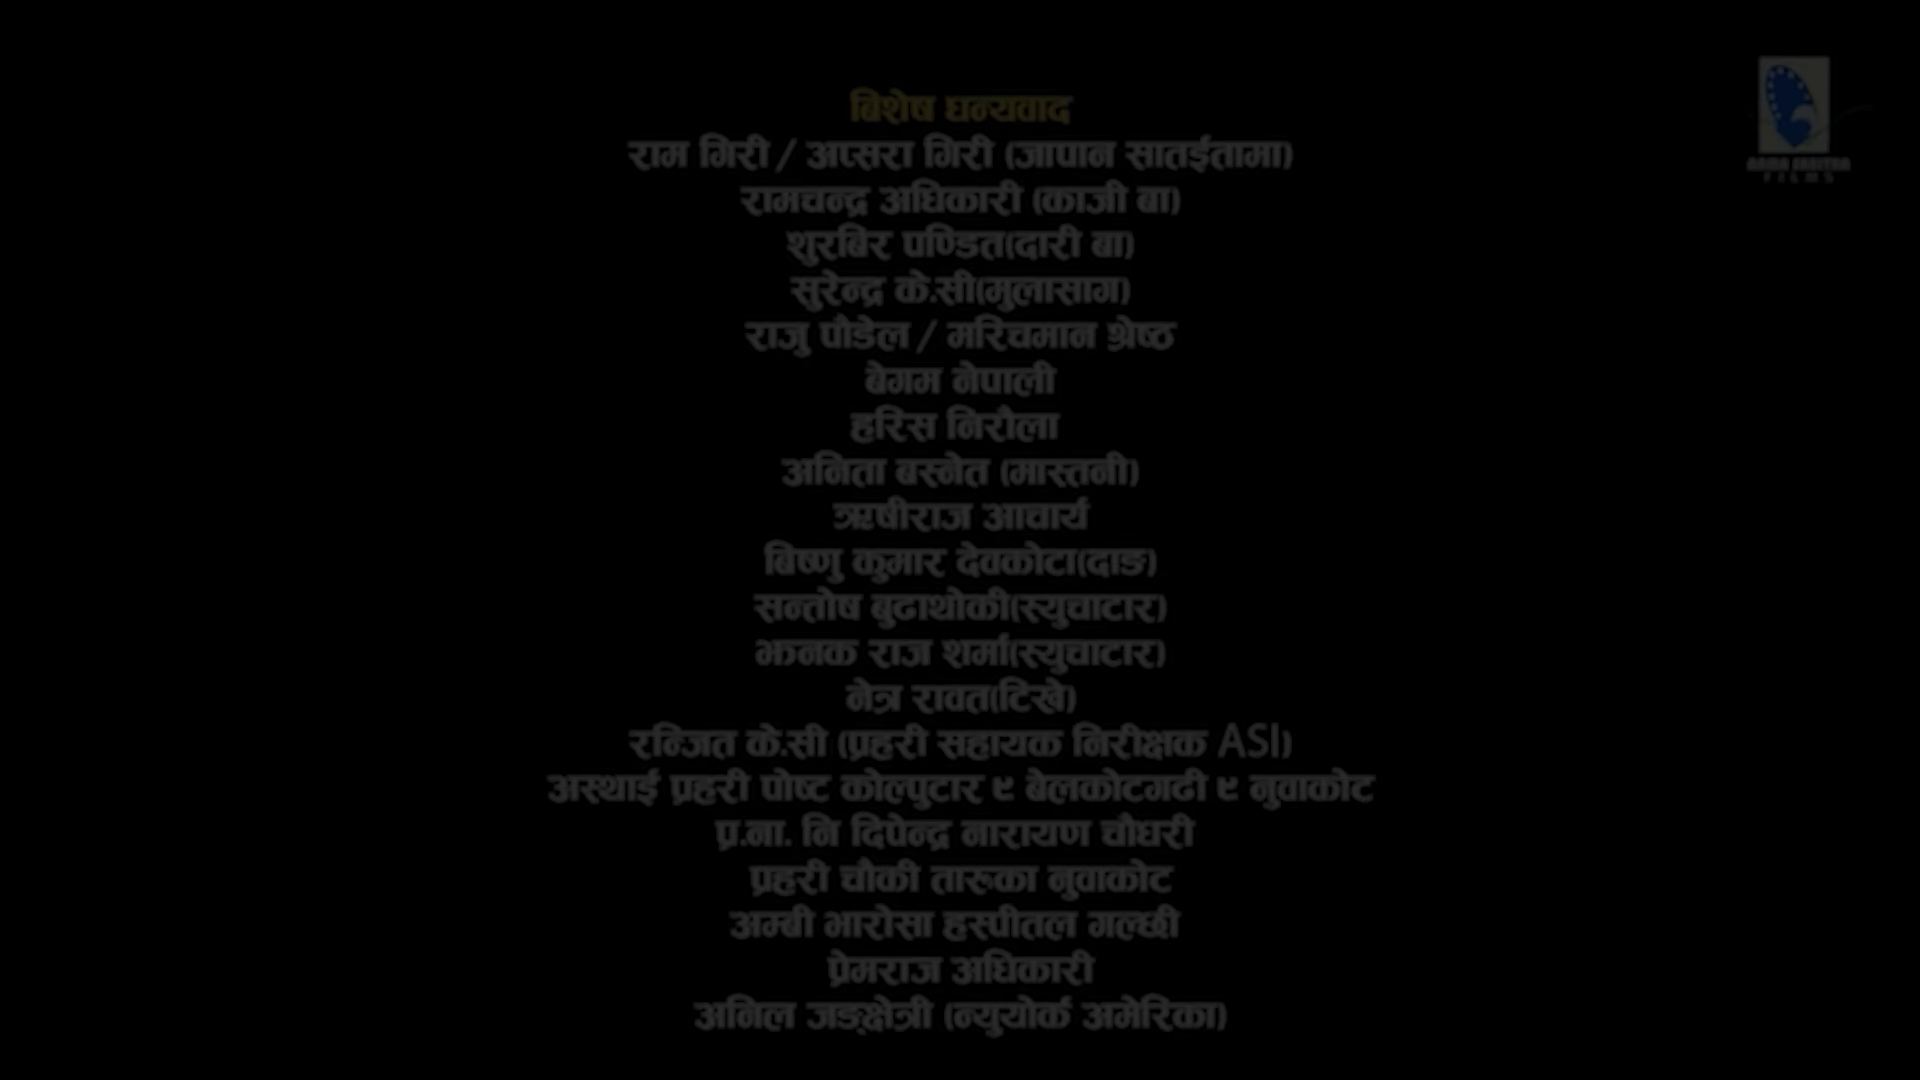 बिशेष धन्यवाद
राम गिरी / अप्सरा गिरी (जापान सातईतामा)
रामचन्द्र अधिकारी (काजी बा)
शुरबिर पण्डित(दारी बा)
सुरेन्द्र के.सी(मुलासाग)
राजु पौडेल / मरिचमान श्रेष्ठ
बेगम नेपाली
हरिस निरौला
अनिता बस्नेत (मास्तनी)
ऋषीराज आचार्य
बिष्णु कुमार देवकोटा(दाङ)
सन्तोष बुढाथोकी(स्युचाटार)
झनक राज शर्मा(स्युचाटार)
नेत्र रावत(टिखे)
रन्जित के.सी (प्रहरी सहायक निरीक्षक ASI)
अस्थाई प्रहरी पोष्ट कोल्पुटार ९ बेलकोटगढी ९ नुवाकोट
प्र.ना. नि दिपेन्द्र नारायण चौधरी
प्रहरी चौकी तारुका नुवाकोट
अम्बी भारोसा हस्पीतल गल्छी
प्रेमराज अधिकारी
अनिल जङ्क्षेत्री (न्युयोर्क अमेरिका)
FILMS